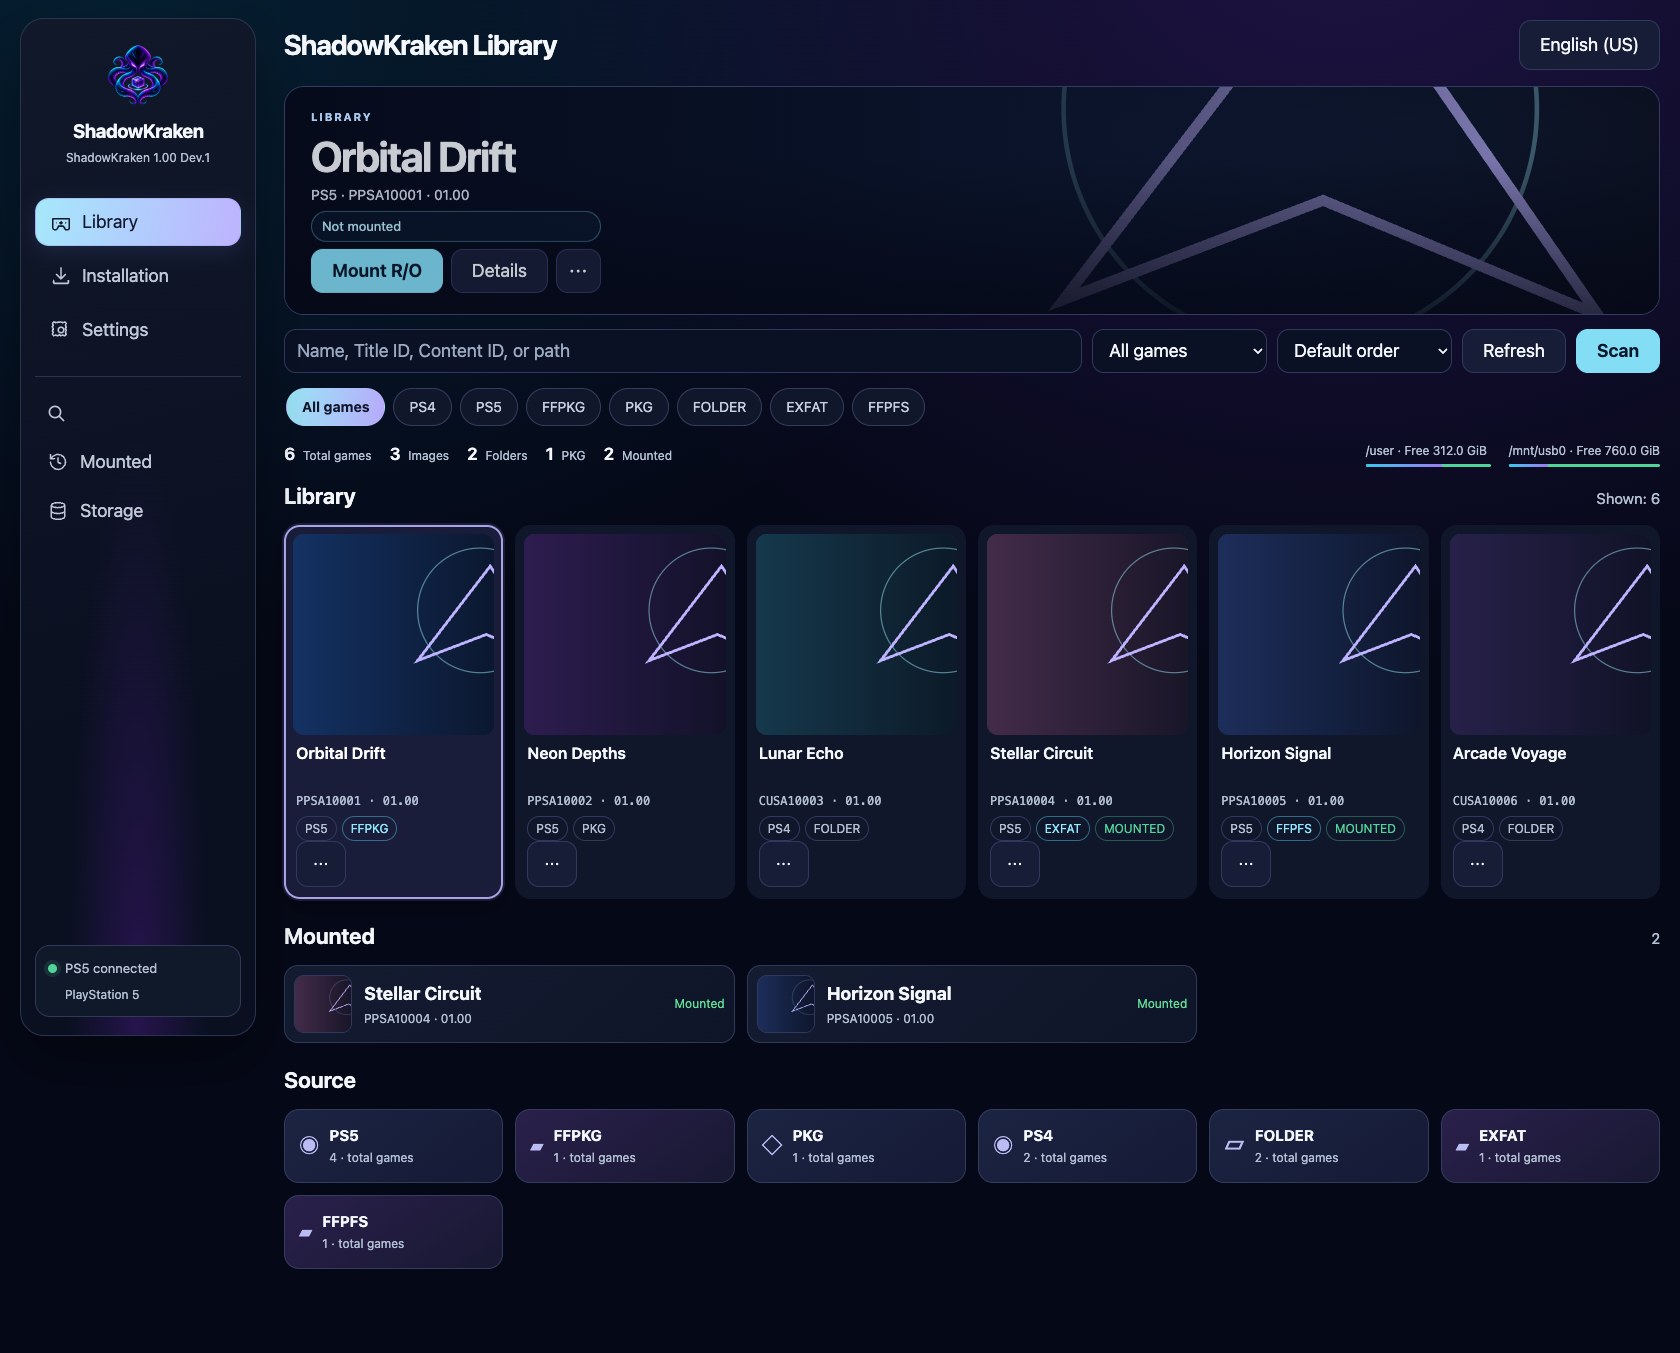 ShadowKraken
ShadowKraken 1.00 Dev.1
Library
Installation
Settings
Mounted
Storage
PS5 connected
PlayStation 5
ShadowKraken Library
English (US)
LIBRARY
Orbital Drift
PS5 · PPSA10001 · 01.00
Not mounted
Mount R/O
Details
...
Name, Title ID, Content ID, or path
All games
Default order
Refresh
Scan
All games
PS4
PS5
FFPKG
PKG
FOLDER
EXFAT
FFPFS
6 Total games
3 Images
2 Folders
1 PKG
2 Mounted
/user · Free 312.0 GiB
/mnt/usb0 · Free 760.0 GiB
Library
Shown: 6
Orbital Drift
PPSA10001 · 01.00
PS5 FFPKG
...
Neon Depths
PPSA10002 · 01.00
PS5 PKG
...
Lunar Echo
CUSA10003 · 01.00
PS4 FOLDER
...
Stellar Circuit
PPSA10004 · 01.00
PS5 EXFAT MOUNTED
...
Horizon Signal
PPSA10005 · 01.00
PS5 FFPFS MOUNTED
...
Arcade Voyage
CUSA10006 · 01.00
PS4 FOLDER
...
Mounted
2
Stellar Circuit
PPSA10004 · 01.00
Mounted
Horizon Signal
PPSA10005 · 01.00
Mounted
Source
PS5
4 · total games
FFPKG
1 · total games
PKG
1 · total games
PS4
2 · total games
FOLDER
2 · total games
EXFAT
1 · total games
FFPFS
1 · total games